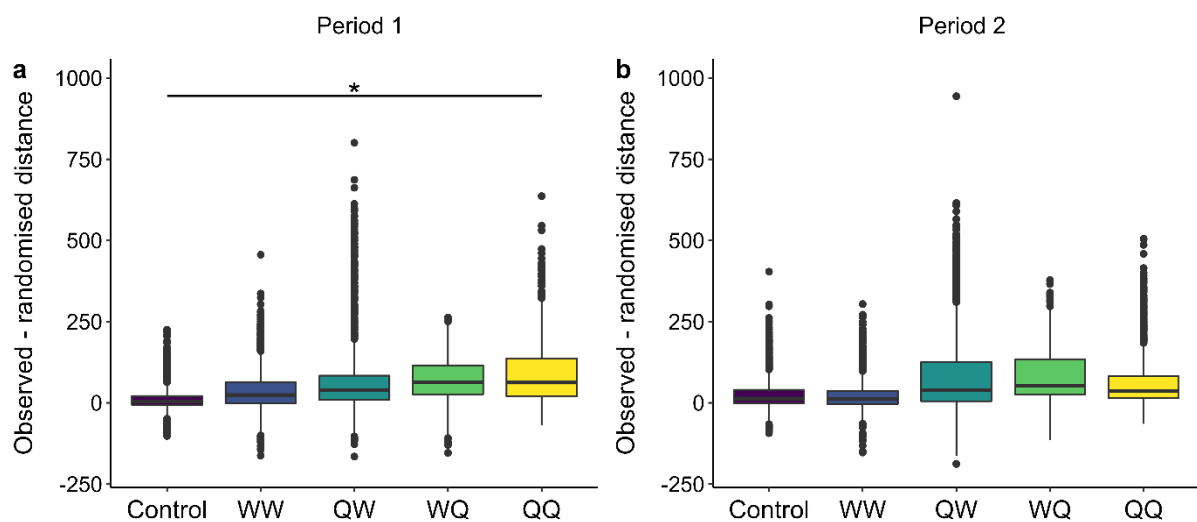 Period 1
a
Observed - randomised distance
1000
750
500
250
0
-250
*
Control WW QW WQ QQ
Period 2
b
Observed - randomised distance
1000
750
500
250
0
-250
Control WW QW WQ QQ